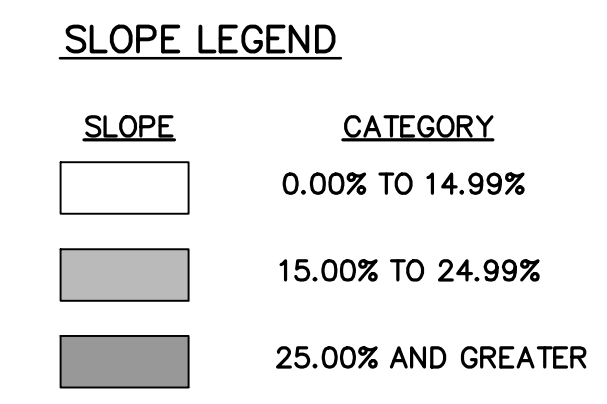 SLOPE LEGEND
SLOPE CATEGORY
0.00% TO 14.99%
15.00% TO 24.99%
25.00% AND GREATER